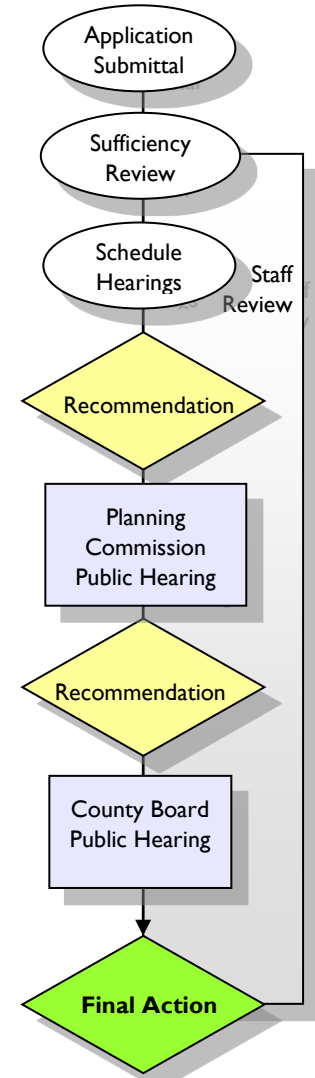 Application
Submittal
Sufficiency
Review
Schedule
Hearings
Staff
Review
Recommendation
Planning
Commission
Public Hearing
Recommendation
County Board
Public Hearing
Final Action